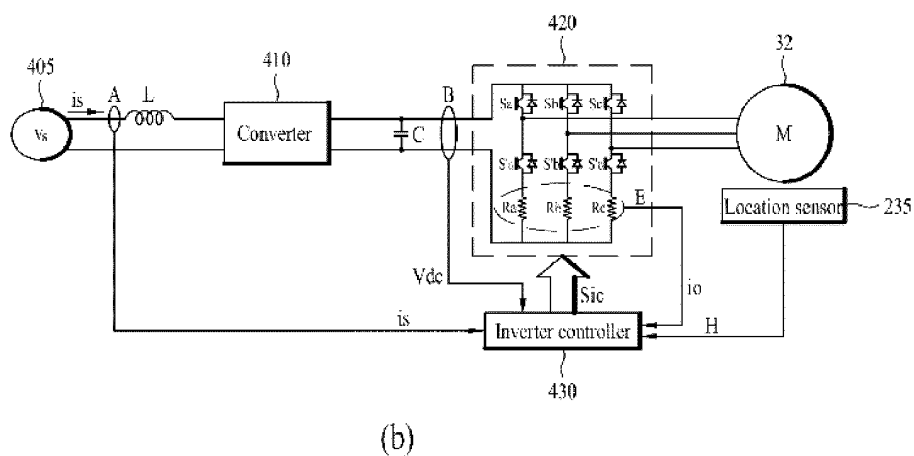 420
32
405
410
is
A
L
B
Sa
Sb
Sc
Vs
Converter
C
M
S'a
S'b
S'c
E
Ra
Rb
Rc
Location sensor
235
Vdc
Sic
io
is
H
Inverter controller
430
(b)